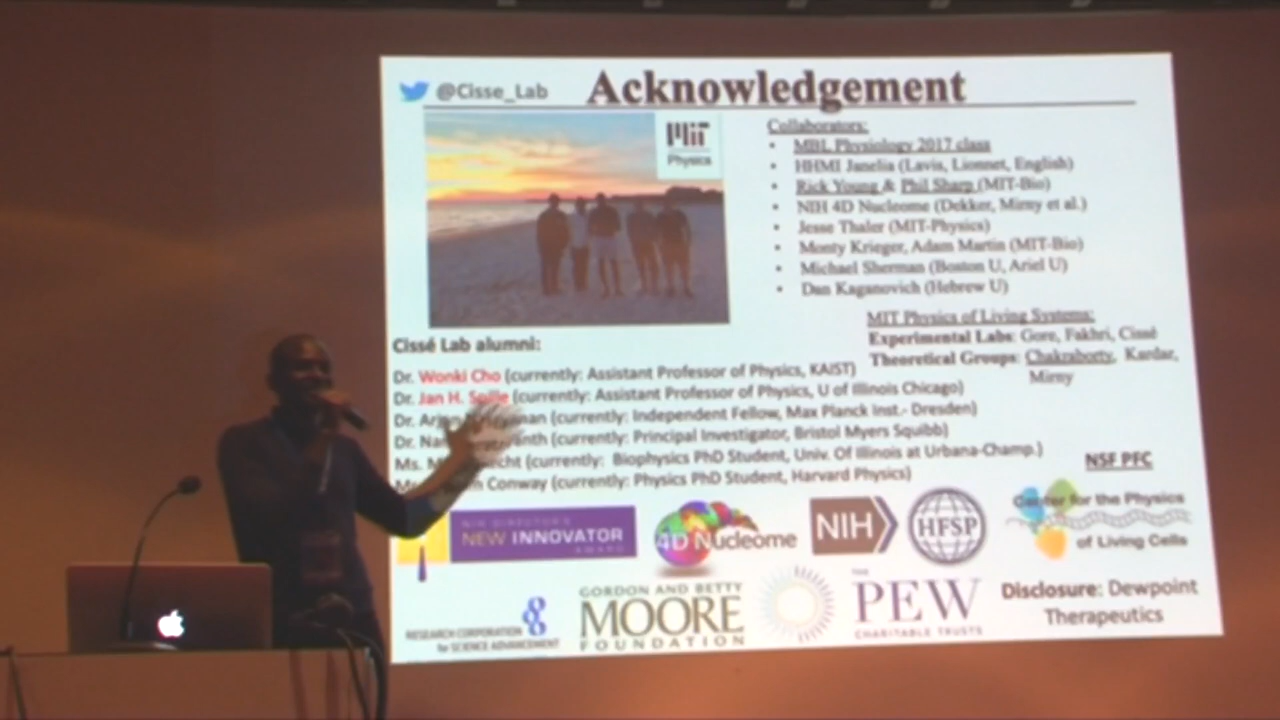 @Cisse_Lab
Acknowledgement
MIT
Physics
Collaborators:
• MBL Physiology 2017 class
• HHMI Janelia (Lavis, Lionnet, English)
• Rick Young & Phil Sharp (MIT-Bio)
• NIH 4D Nucleome (Dekker, Mirny et al.)
• Jesse Thaler (MIT-Physics)
• Monty Krieger, Adam Martin (MIT-Bio)
• Michael Sherman (Boston U, Ariel U)
• Dan Kaganovich (Hebrew U)
MIT Physics of Living Systems:
Experimental Labs: Gore, Fakhri, Cissé
Theoretical Groups: Chakraborty, Kardar,
Mirny
Cissé Lab alumni:
Dr. Wonki Cho (currently: Assistant Professor of Physics, KAIST)
Dr. Jan H. (currently: Assistant Professor of Physics, U of Illinois Chicago)
Dr. (currently: Independent Fellow, Max Planck Inst.- Dresden)
Dr. (currently: Principal Investigator, Bristol Myers Squibb)
Ms. (currently: Biophysics PhD Student, Univ. Of Illinois at Urbana-Champ.)
Conway (currently: Physics PhD Student, Harvard Physics)
NSF PFC
Center for the Physics
of Living Cells
NIH DIRECTOR'S
NEW INNOVATOR
AWARD
4D Nucleome
NIH
HFSP
RESEARCH CORPORATION
for SCIENCE ADVANCEMENT
GORDON AND BETTY
MOORE
FOUNDATION
THE
PEW
CHARITABLE TRUSTS
Disclosure: Dewpoint
Therapeutics